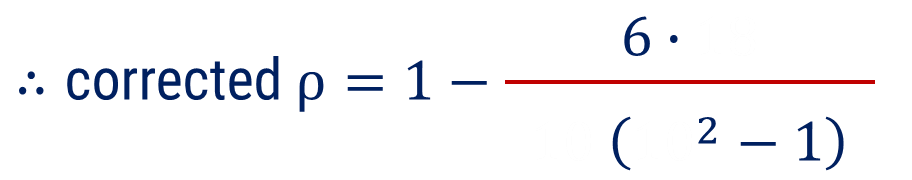 ∴ corrected ρ = 1 −
6 ·
( ² − 1)